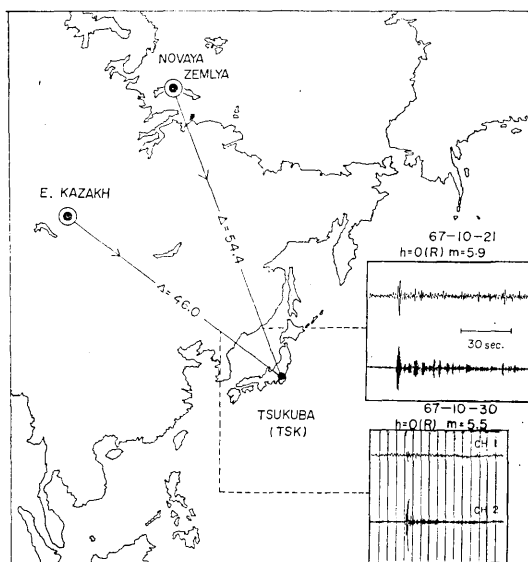 NOVAYA
ZEMLYA
E. KAZAKH
Δ=54.4
Δ=46.0
67-10-21
h=0(R) m=5.9
30 sec.
TSUKUBA
(TSK)
67-10-30
h=0(R) m=5.5
CH 1
CH 2